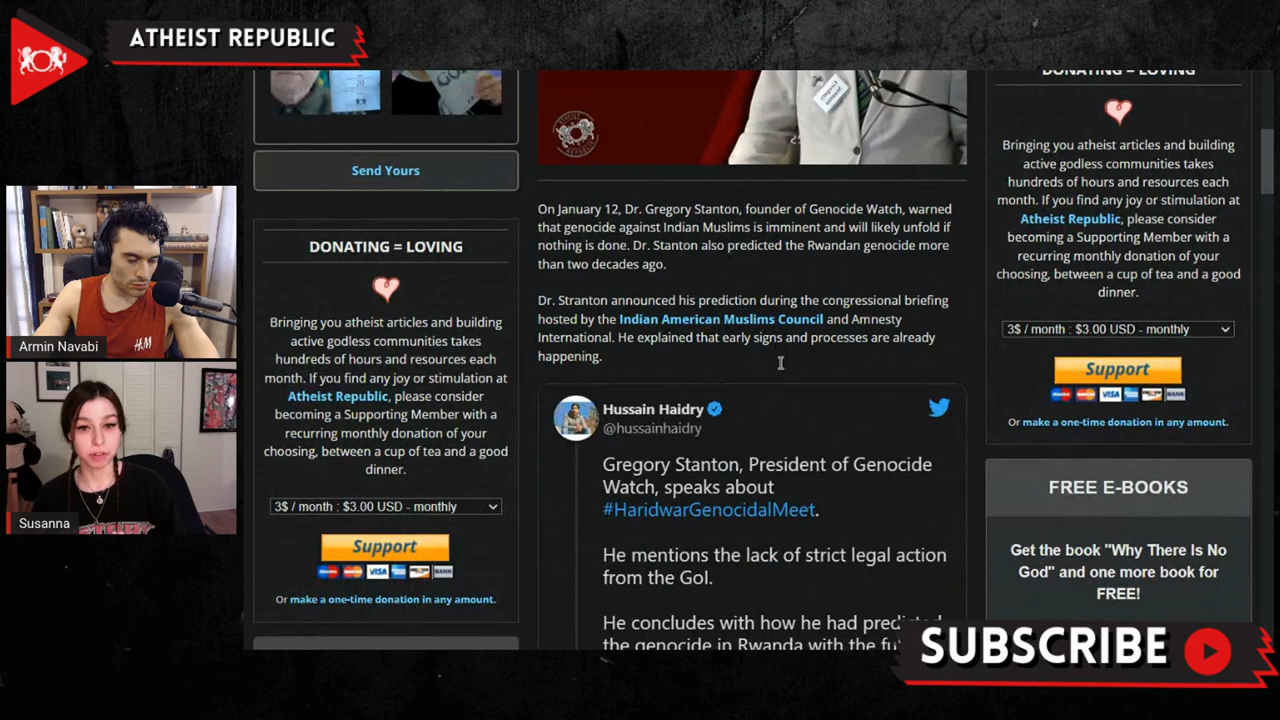 ATHEIST REPUBLIC
Armin Navabi
Susanna
Send Yours
DONATING = LOVING
Bringing you atheist articles and building
active godless communities takes
hundreds of hours and resources each
month. If you find any joy or stimulation at
Atheist Republic, please consider
becoming a Supporting Member with a
recurring monthly donation of your
choosing, between a cup of tea and a good
dinner.
3$ / month : $3.00 USD - monthly
Support
VISA
BANK
Or make a one-time donation in any amount.
On January 12, Dr. Gregory Stanton, founder of Genocide Watch, warned
that genocide against Indian Muslims is imminent and will likely unfold if
nothing is done. Dr. Stanton also predicted the Rwandan genocide more
than two decades ago.
Dr. Stranton announced his prediction during the congressional briefing
hosted by the Indian American Muslims Council and Amnesty
International. He explained that early signs and processes are already
happening.
Hussain Haidry
@hussainhaidry
Gregory Stanton, President of Genocide
Watch, speaks about
#HaridwarGenocidalMeet.
He mentions the lack of strict legal action
from the GoI.
He concludes with how he had predicted
the genocide in Rwanda with the fu
DONATING = LOVING
Bringing you atheist articles and building
active godless communities takes
hundreds of hours and resources each
month. If you find any joy or stimulation at
Atheist Republic, please consider
becoming a Supporting Member with a
recurring monthly donation of your
choosing, between a cup of tea and a good
dinner.
3$ / month : $3.00 USD - monthly
Support
VISA
BANK
Or make a one-time donation in any amount.
FREE E-BOOKS
Get the book "Why There Is No
God" and one more book for
FREE!
SUBSCRIBE
H&M